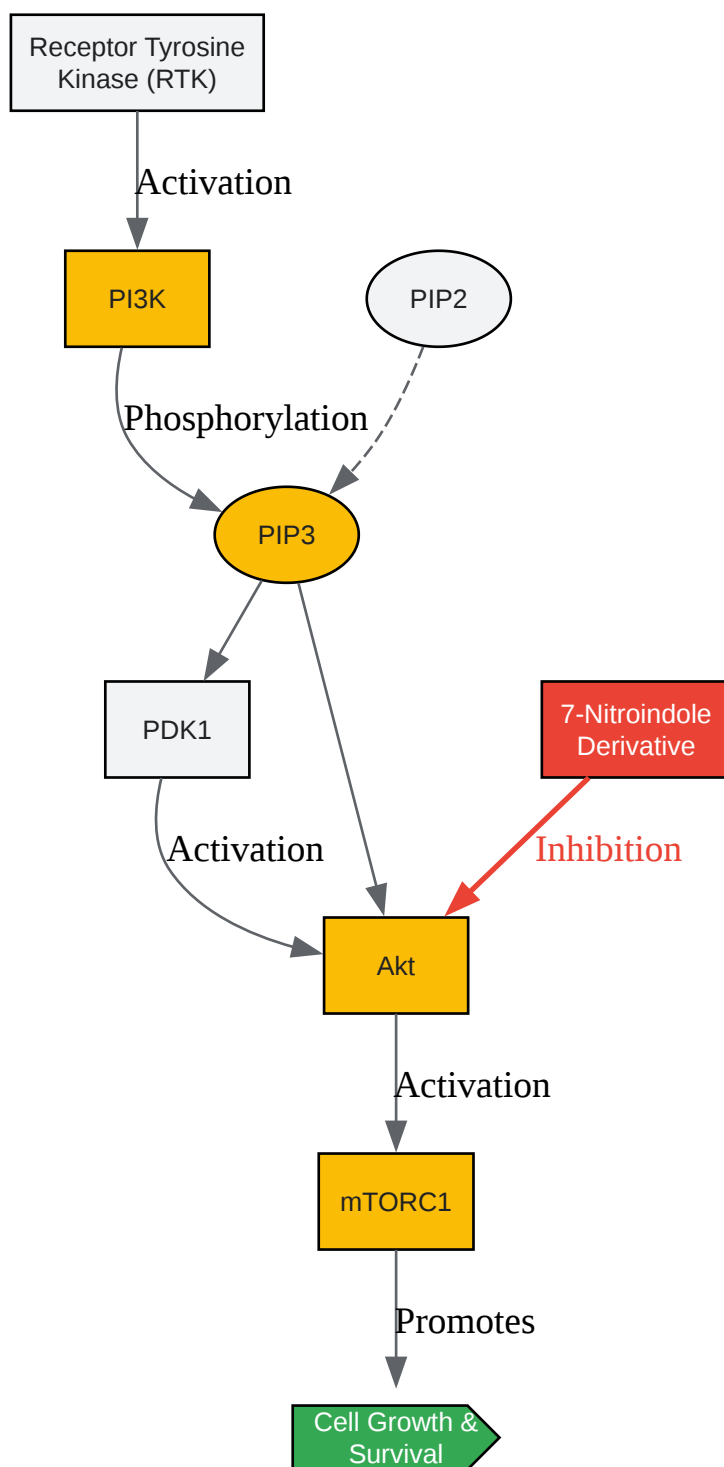 Receptor Tyrosine
Kinase (RTK)
Activation
PI3K
PIP2
Phosphorylation
PIP3
PDK1
7-Nitroindole
Derivative
Activation
Inhibition
Akt
Activation
mTORC1
Promotes
Cell Growth &
Survival